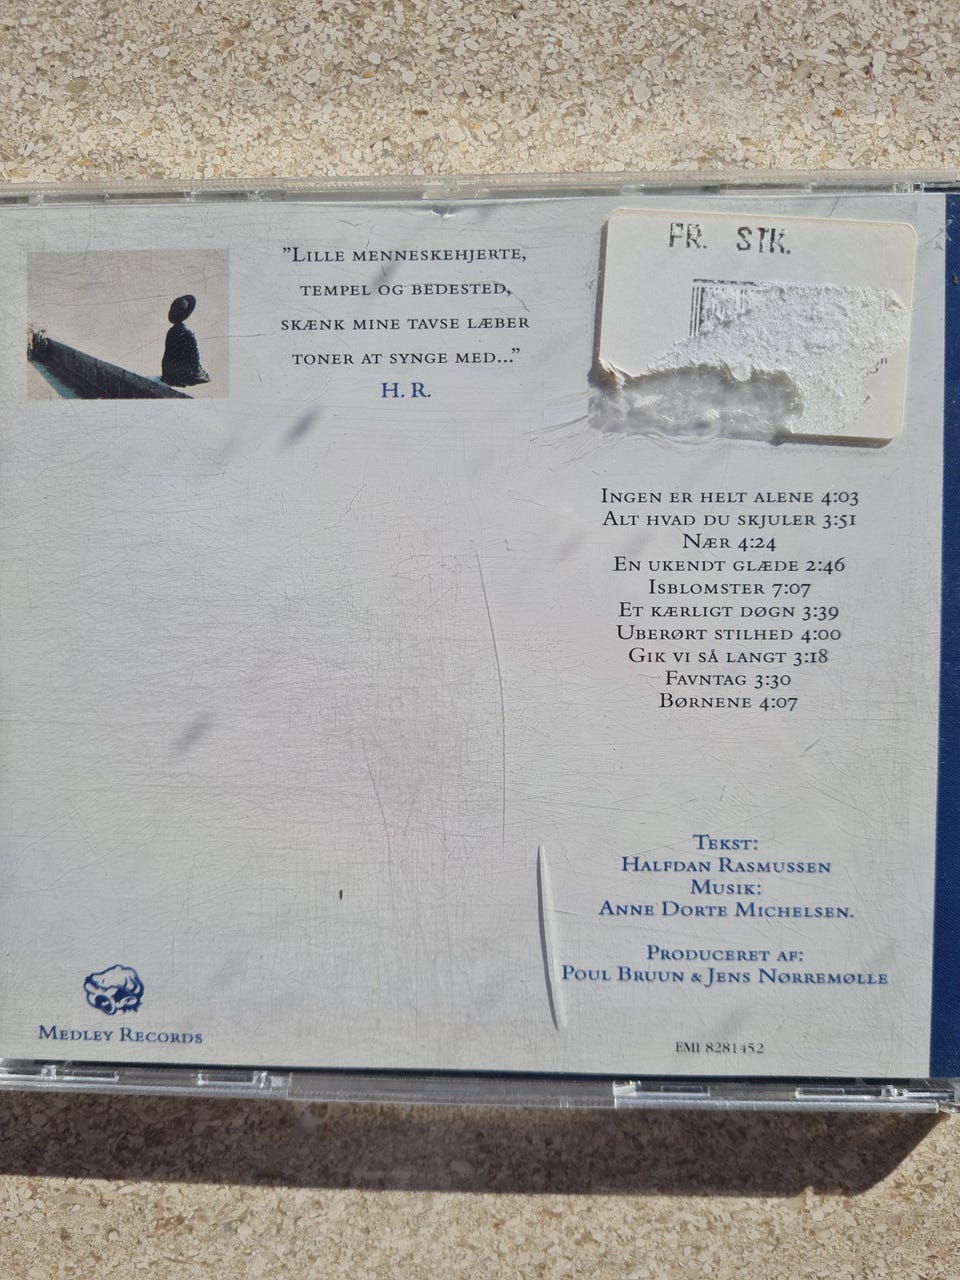 "Lille menneskehjerte,
tempel og bedested,
skænk mine tavse læber
toner at synge med..."
H. R.
PR. STK.
Ingen er helt alene 4:03
Alt hvad du skjuler 3:51
Nær 4:24
En ukendt glæde 2:46
Isblomster 7:07
Et kærligt døgn 3:39
Uberørt stilhed 4:00
Gik vi så langt 3:18
Favntag 3:30
Børnene 4:07
Tekst:
Halfdan Rasmussen
Musik:
Anne Dorte Michelsen.
Produceret af:
Poul Bruun & Jens Nørremølle
Medley Records
EMI 8281452